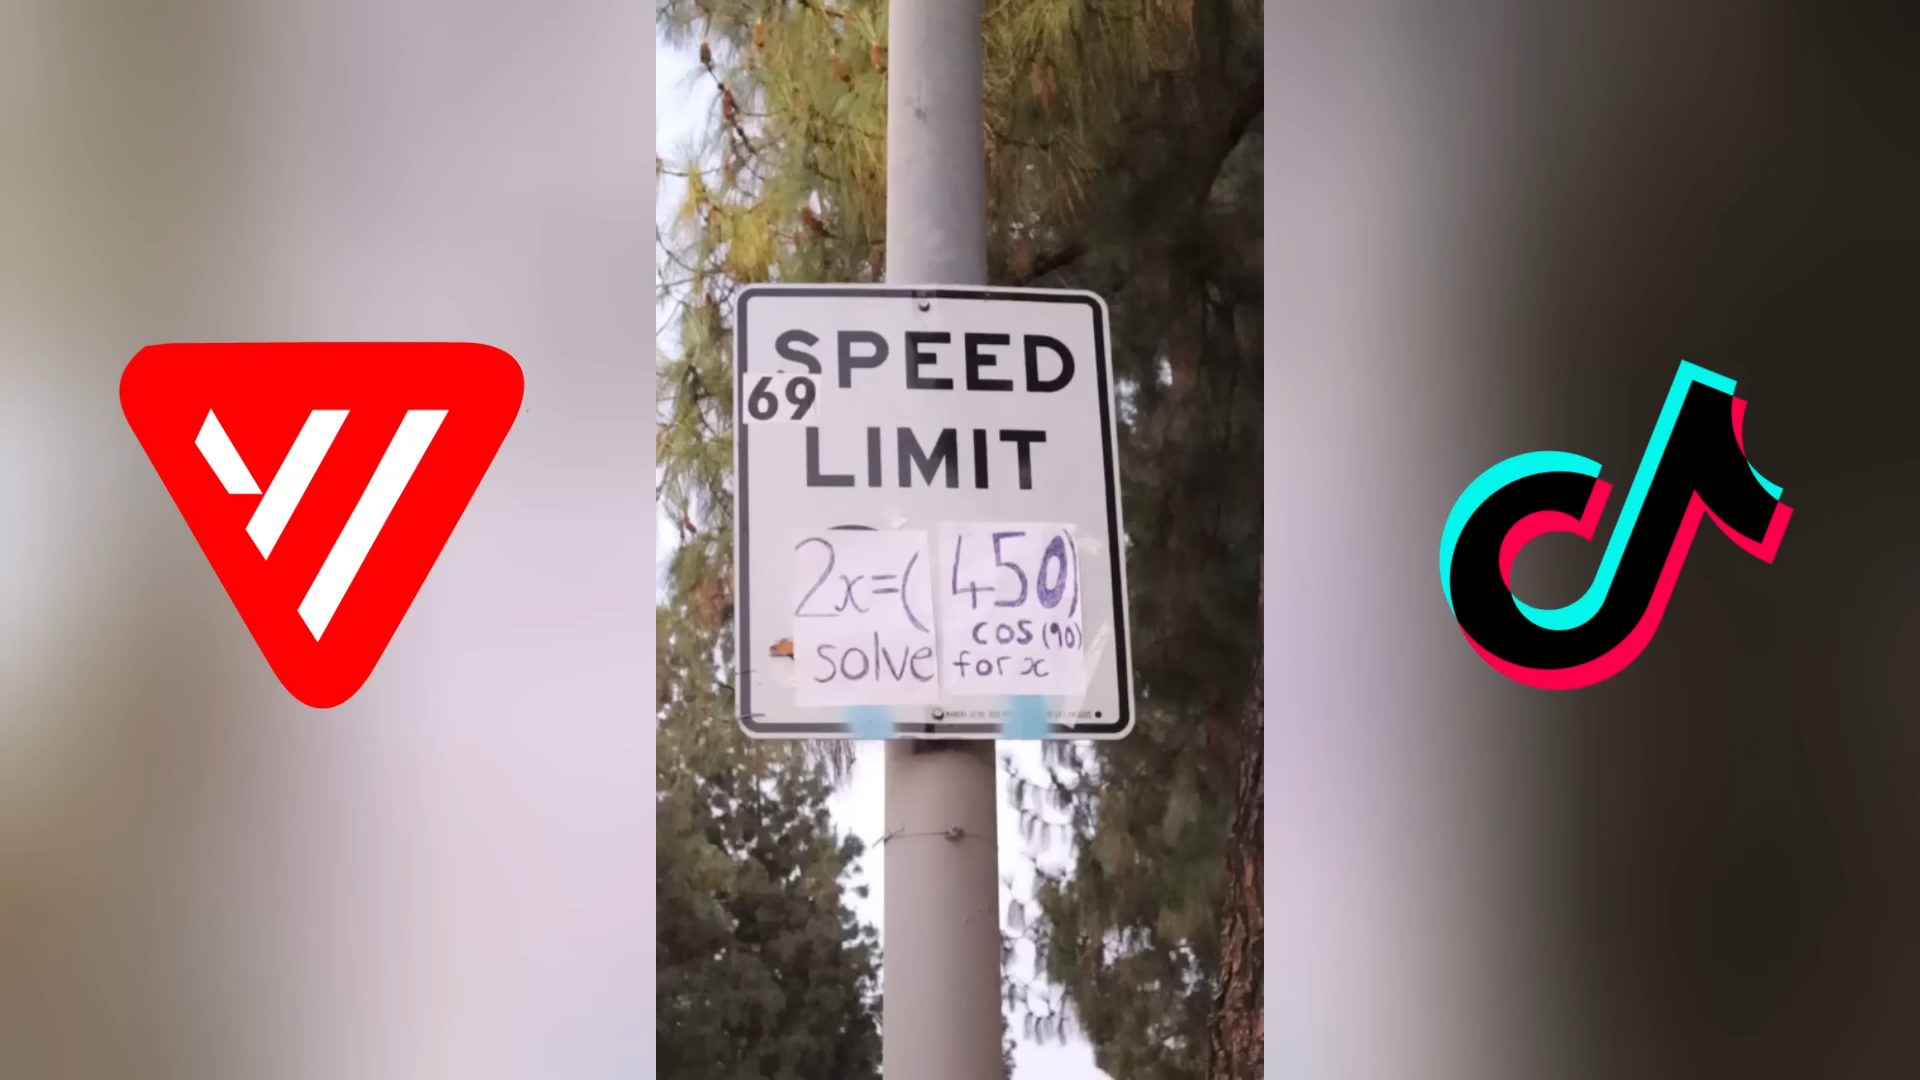 SPEED
69
LIMIT
2x=( 450)
cos(90)
solve for x